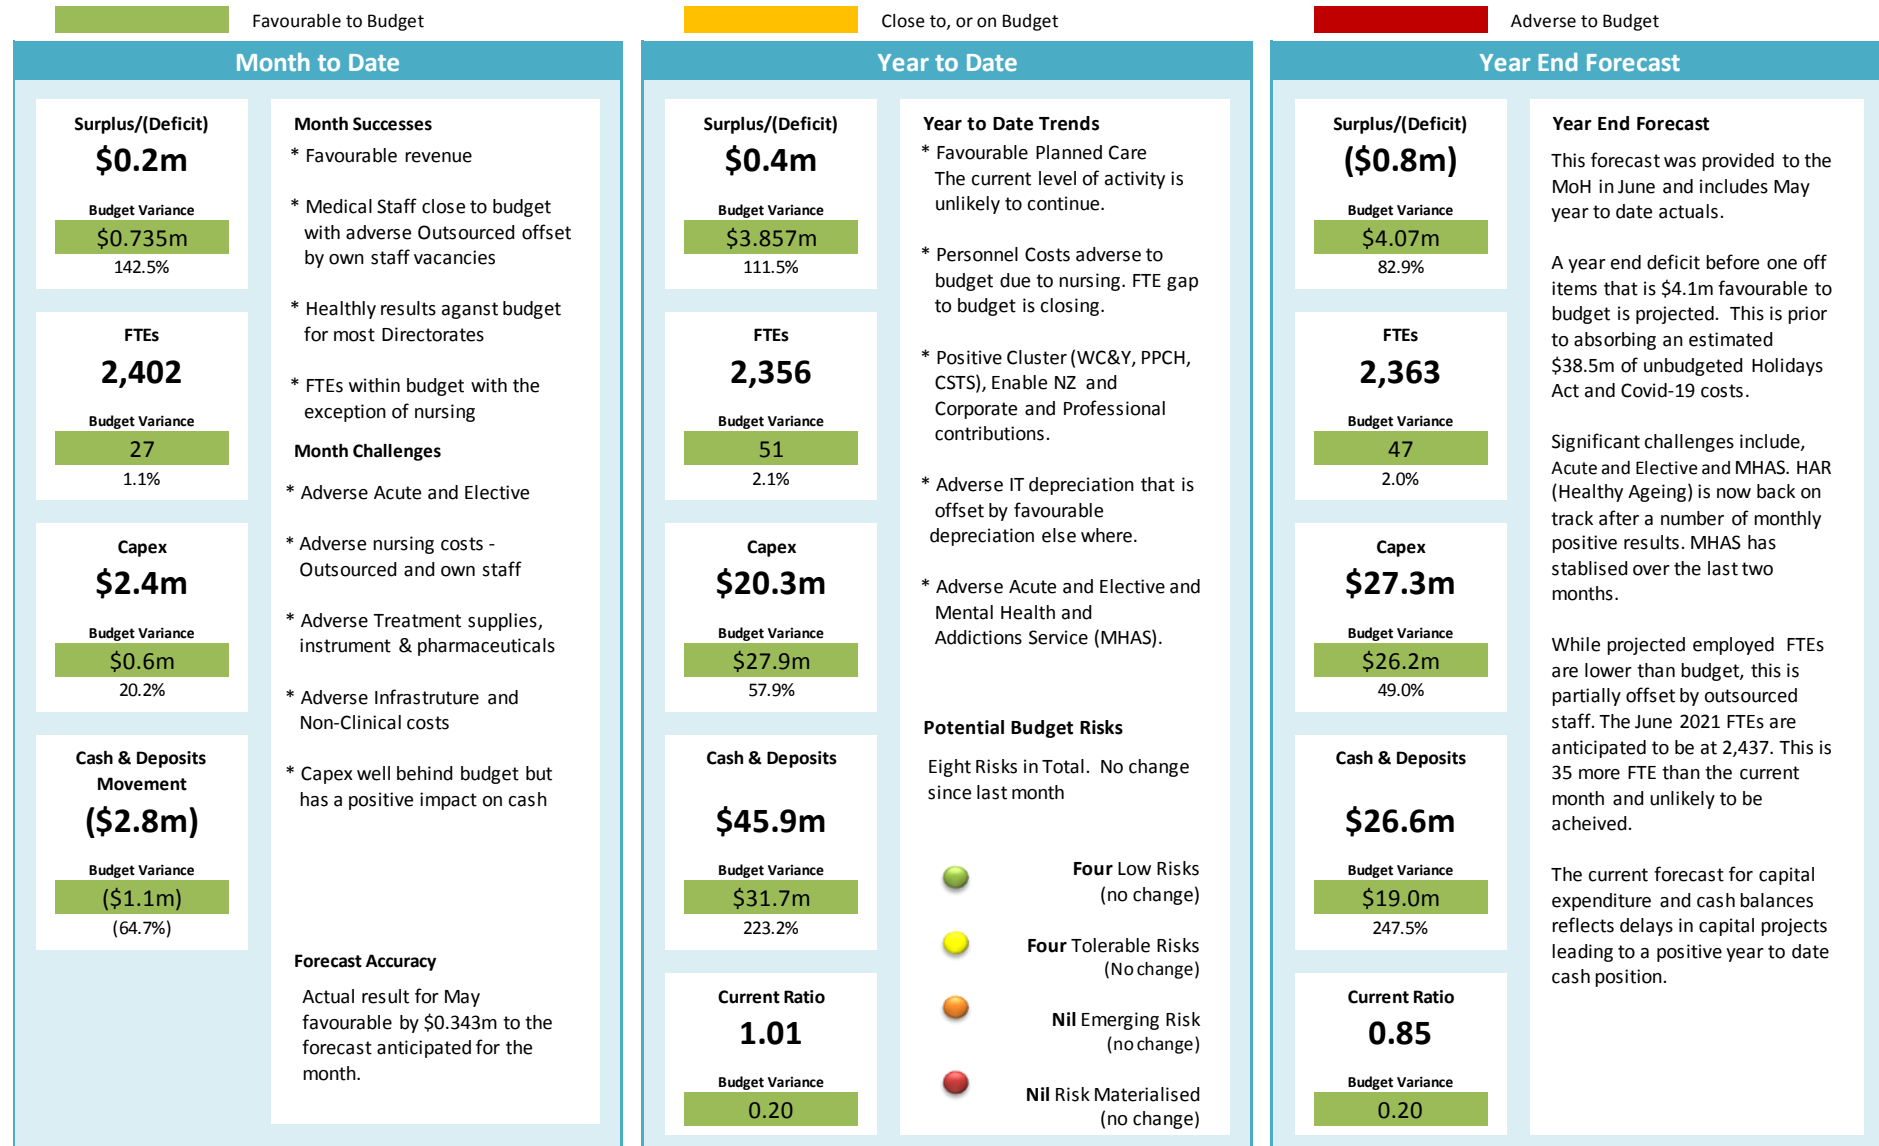 Favourable to Budget
Close to, or on Budget
Adverse to Budget
Month to Date
Surplus/(Deficit)
$0.2m
Budget Variance
$0.735m
142.5%
FTEs
2,402
Budget Variance
27
1.1%
Capex
$2.4m
Budget Variance
$0.6m
20.2%
Cash & Deposits
Movement
($2.8m)
Budget Variance
($1.1m)
(64.7%)
Month Successes
* Favourable revenue
* Medical Staff close to budget
with adverse Outsourced offset
by own staff vacancies
* Healthly results aganst budget
for most Directorates
* FTEs within budget with the
exception of nursing
Month Challenges
* Adverse Acute and Elective
* Adverse nursing costs -
Outsourced and own staff
* Adverse Treatment supplies,
instrument & pharmaceuticals
* Adverse Infrastruture and
Non-Clinical costs
* Capex well behind budget but
has a positive impact on cash
Forecast Accuracy
Actual result for May
favourable by $0.343m to the
forecast anticipated for the
month.
Year to Date
Surplus/(Deficit)
$0.4m
Budget Variance
$3.857m
111.5%
FTEs
2,356
Budget Variance
51
2.1%
Capex
$20.3m
Budget Variance
$27.9m
57.9%
Cash & Deposits
$45.9m
Budget Variance
$31.7m
223.2%
Current Ratio
1.01
Budget Variance
0.20
Year to Date Trends
* Favourable Planned Care
The current level of activity is
unlikely to continue.
* Personnel Costs adverse to
budget due to nursing. FTE gap
to budget is closing.
* Positive Cluster (WC&Y, PPCH,
CSTS), Enable NZ and
Corporate and Professional
contributions.
* Adverse IT depreciation that is
offset by favourable
depreciation else where.
* Adverse Acute and Elective and
Mental Health and
Addictions Service (MHAS).
Potential Budget Risks
Eight Risks in Total. No change
since last month
Four Low Risks
(no change)
Four Tolerable Risks
(No change)
Nil Emerging Risk
(no change)
Nil Risk Materialised
(no change)
Year End Forecast
Surplus/(Deficit)
($0.8m)
Budget Variance
$4.07m
82.9%
FTEs
2,363
Budget Variance
47
2.0%
Capex
$27.3m
Budget Variance
$26.2m
49.0%
Cash & Deposits
$26.6m
Budget Variance
$19.0m
247.5%
Current Ratio
0.85
Budget Variance
0.20
Year End Forecast
This forecast was provided to the
MoH in June and includes May
year to date actuals.
A year end deficit before one off
items that is $4.1m favourable to
budget is projected. This is prior
to absorbing an estimated
$38.5m of unbudgeted Holidays
Act and Covid-19 costs.
Significant challenges include,
Acute and Elective and MHAS. HAR
(Healthy Ageing) is now back on
track after a number of monthly
positive results. MHAS has
stablised over the last two
months.
While projected employed FTEs
are lower than budget, this is
partially offset by outsourced
staff. The June 2021 FTEs are
anticipated to be at 2,437. This is
35 more FTE than the current
month and unlikely to be
acheived.
The current forecast for capital
expenditure and cash balances
reflects delays in capital projects
leading to a positive year to date
cash position.